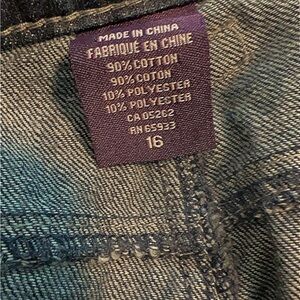 MADE IN CHINA
FABRIQUÉ EN CHINE
90% COTTON
90% COTON
10% POLYESTER
10% POLYESTER
CA 05262
RN 65933
16